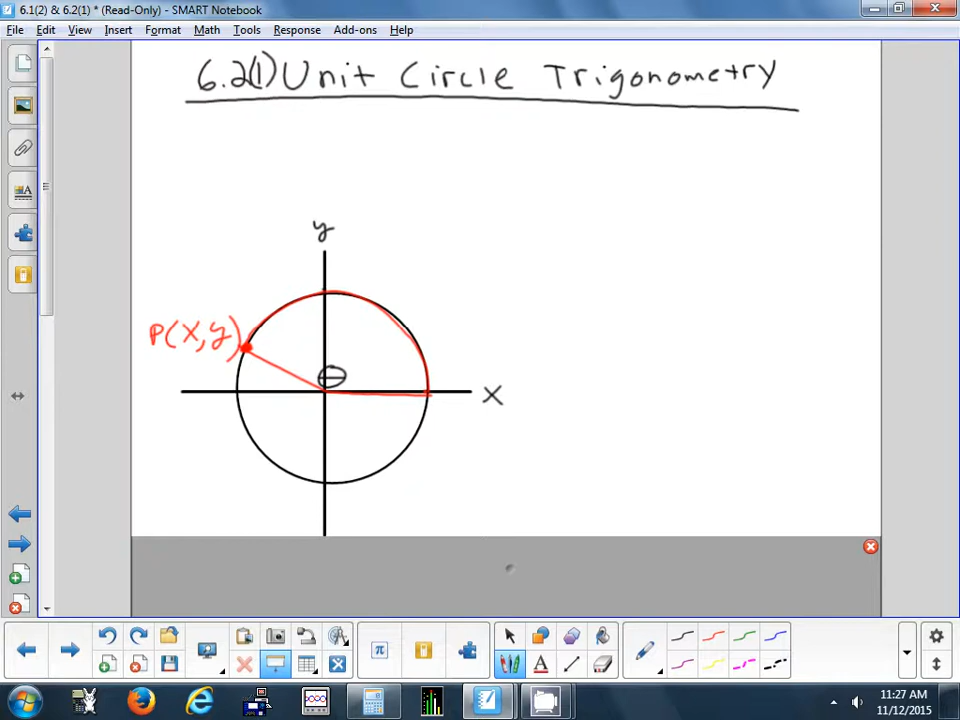 6.1(2) & 6.2(1) * (Read-Only) - SMART Notebook
File Edit View Insert Format Math Tools Response Add-ons Help
6.2(1) Unit Circle Trigonometry
y
P(x,y)
θ
x
π
A
11:27 AM
11/12/2015